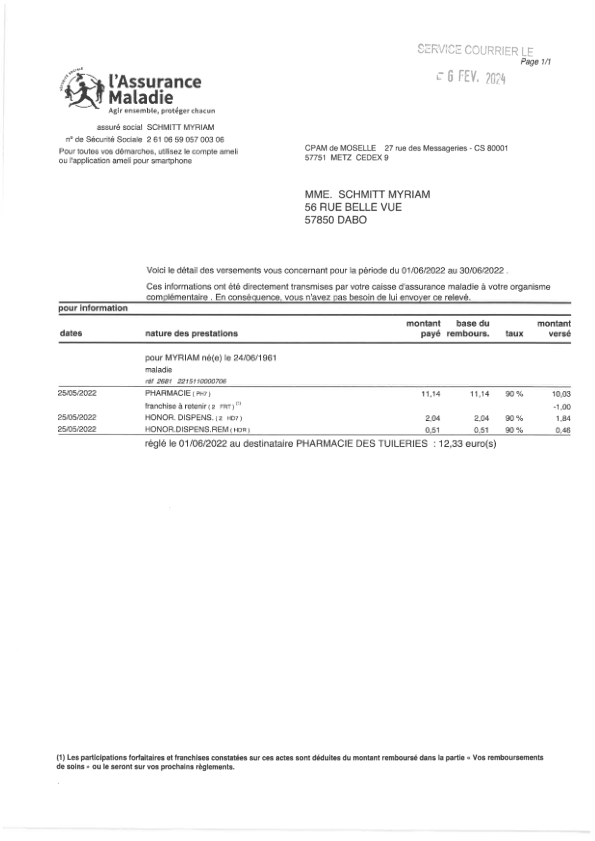 SERVICE COURRIER LE
Page 1/1
- 6 FEV. 2024
SÉCURITÉ SOCIALE
l'Assurance
Maladie
Agir ensemble, protéger chacun
assuré social SCHMITT MYRIAM
n° de Sécurité Sociale 2 61 06 59 057 003 06
Pour toutes vos démarches, utilisez le compte ameli
ou l'application ameli pour smartphone
CPAM de MOSELLE 27 rue des Messageries - CS 80001
57751 METZ CEDEX 9
MME. SCHMITT MYRIAM
56 RUE BELLE VUE
57850 DABO
Voici le détail des versements vous concernant pour la période du 01/06/2022 au 30/06/2022 .
Ces informations ont été directement transmises par votre caisse d'assurance maladie à votre organisme
complémentaire . En conséquence, vous n'avez pas besoin de lui envoyer ce relevé.
pour information
dates nature des prestations montant payé base du rembours. taux montant versé
pour MYRIAM né(e) le 24/06/1961
maladie
réf 2681 2215110000706
25/05/2022 PHARMACIE ( PH7 ) 11,14 11,14 90 % 10,03
franchise à retenir ( 2 FRT ) (1) -1,00
25/05/2022 HONOR. DISPENS. ( 2 HD7 ) 2,04 2,04 90 % 1,84
25/05/2022 HONOR.DISPENS.REM ( HDR ) 0,51 0,51 90 % 0,46
réglé le 01/06/2022 au destinataire PHARMACIE DES TUILERIES : 12,33 euro(s)
(1) Les participations forfaitaires et franchises constatées sur ces actes sont déduites du montant remboursé dans la partie « Vos remboursements
de soins » ou le seront sur vos prochains règlements.